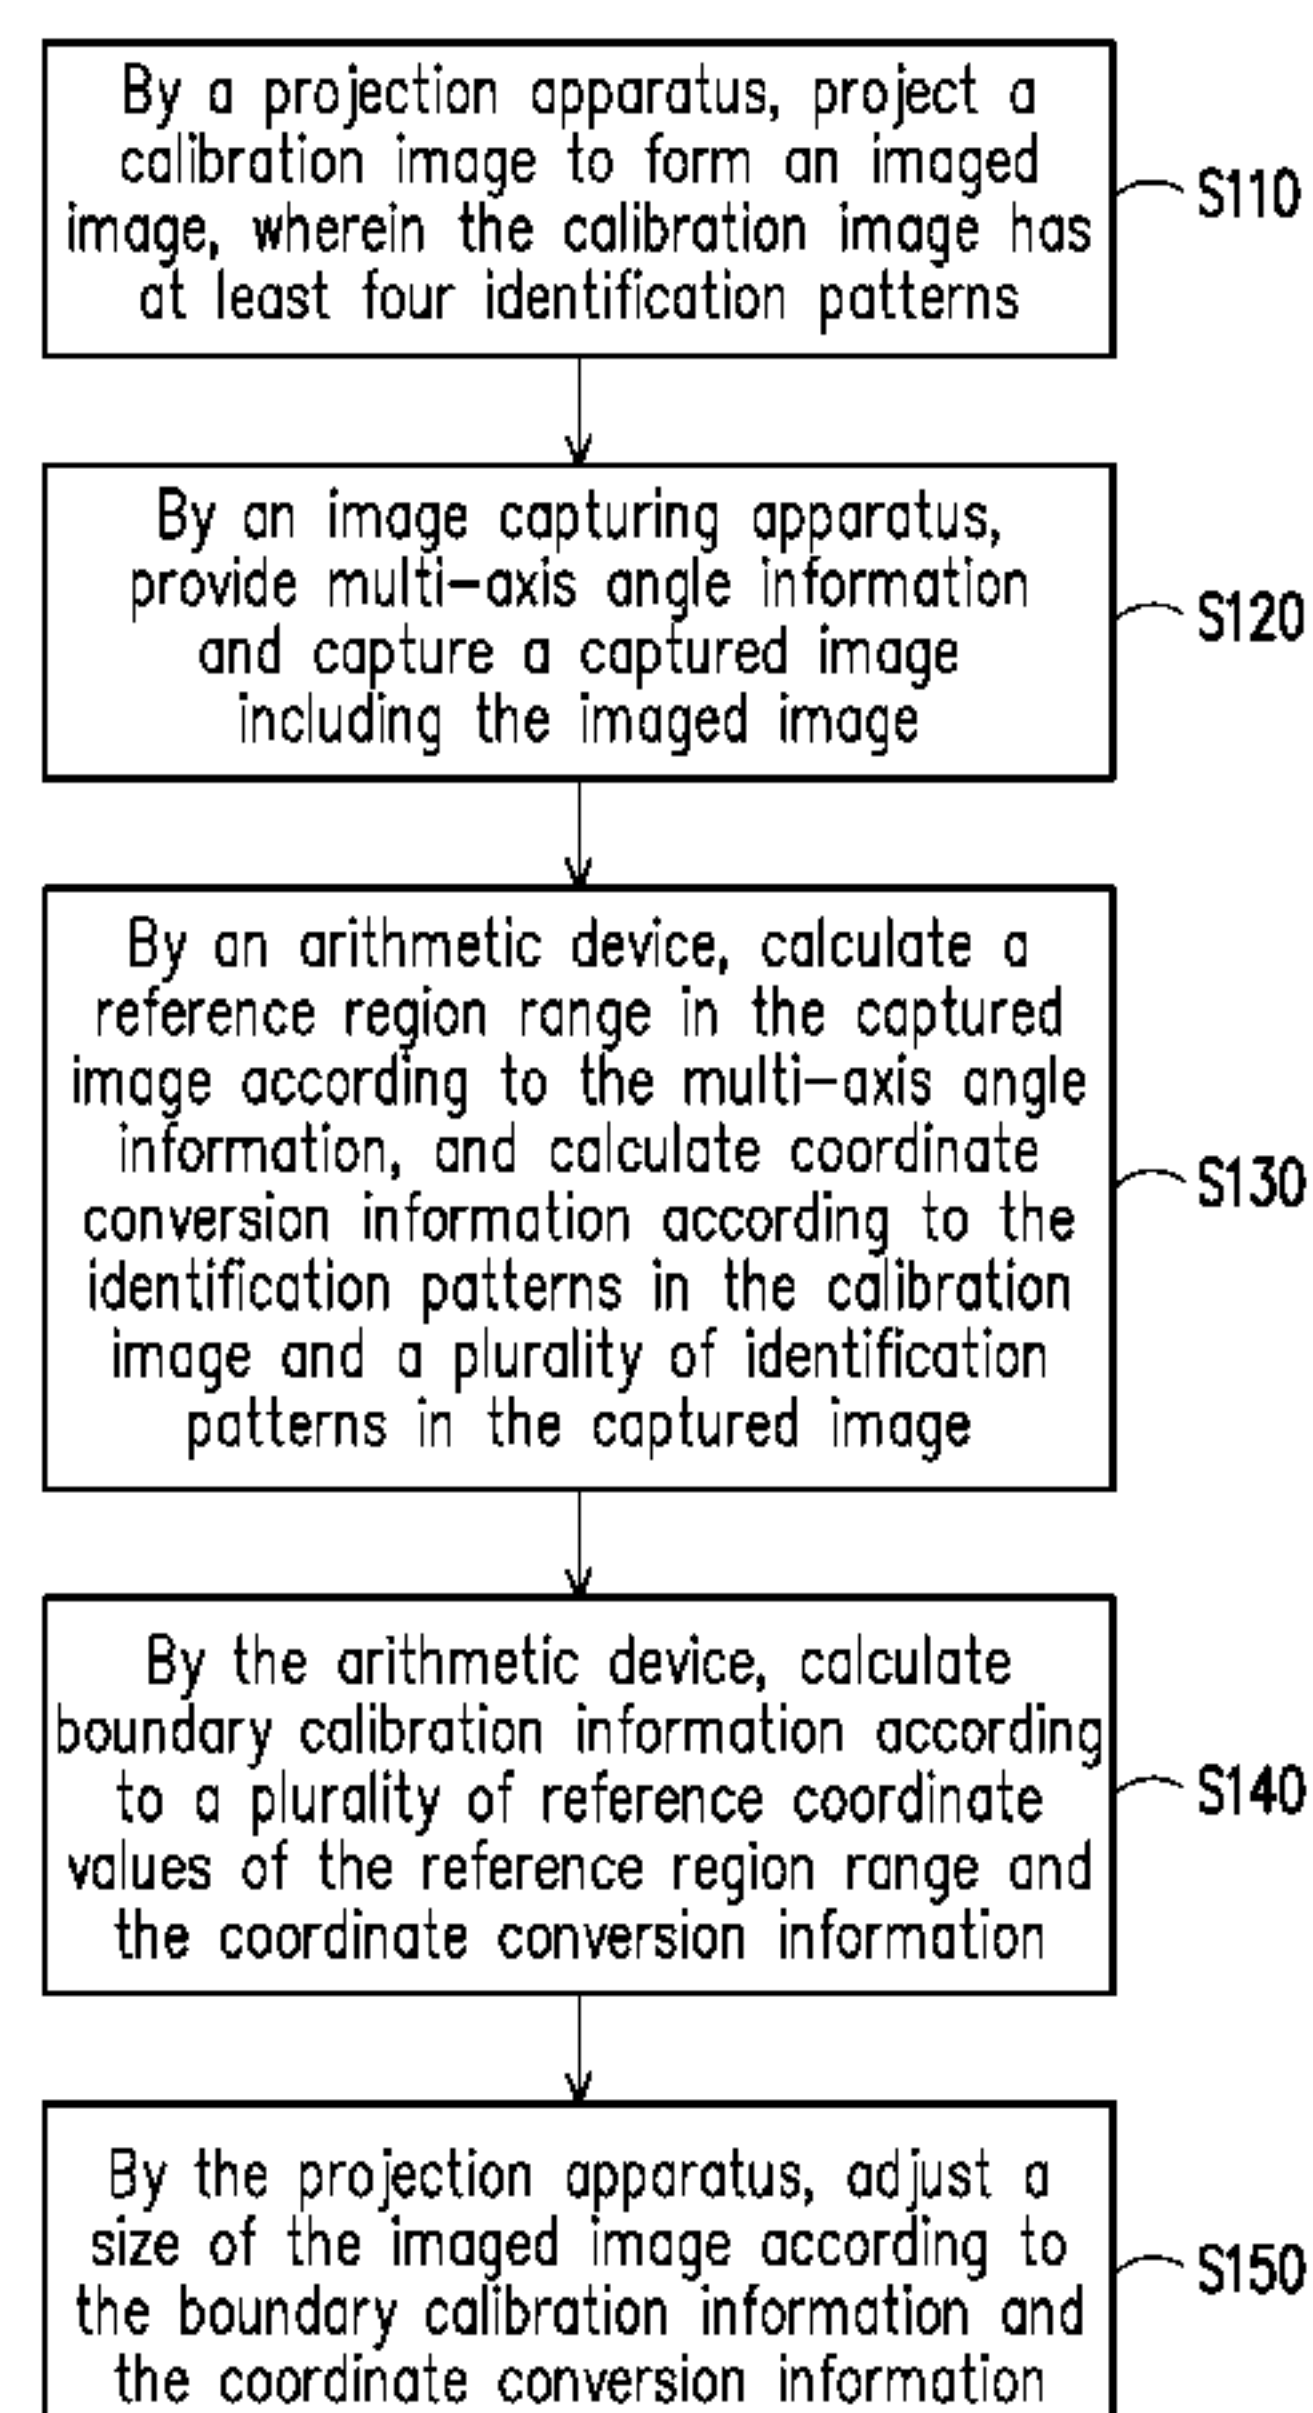 By a projection apparatus, project a
calibration image to form an imaged
image, wherein the calibration image has
at least four identification patterns
S110
By an image capturing apparatus,
provide multi-axis angle information
and capture a captured image
including the imaged image
S120
By an arithmetic device, calculate a
reference region range in the captured
image according to the multi-axis angle
information, and calculate coordinate
conversion information according to the
identification patterns in the calibration
image and a plurality of identification
patterns in the captured image
S130
By the arithmetic device, calculate
boundary calibration information according
to a plurality of reference coordinate
values of the reference region range and
the coordinate conversion information
S140
By the projection apparatus, adjust a
size of the imaged image according to
the boundary calibration information and
the coordinate conversion information
S150